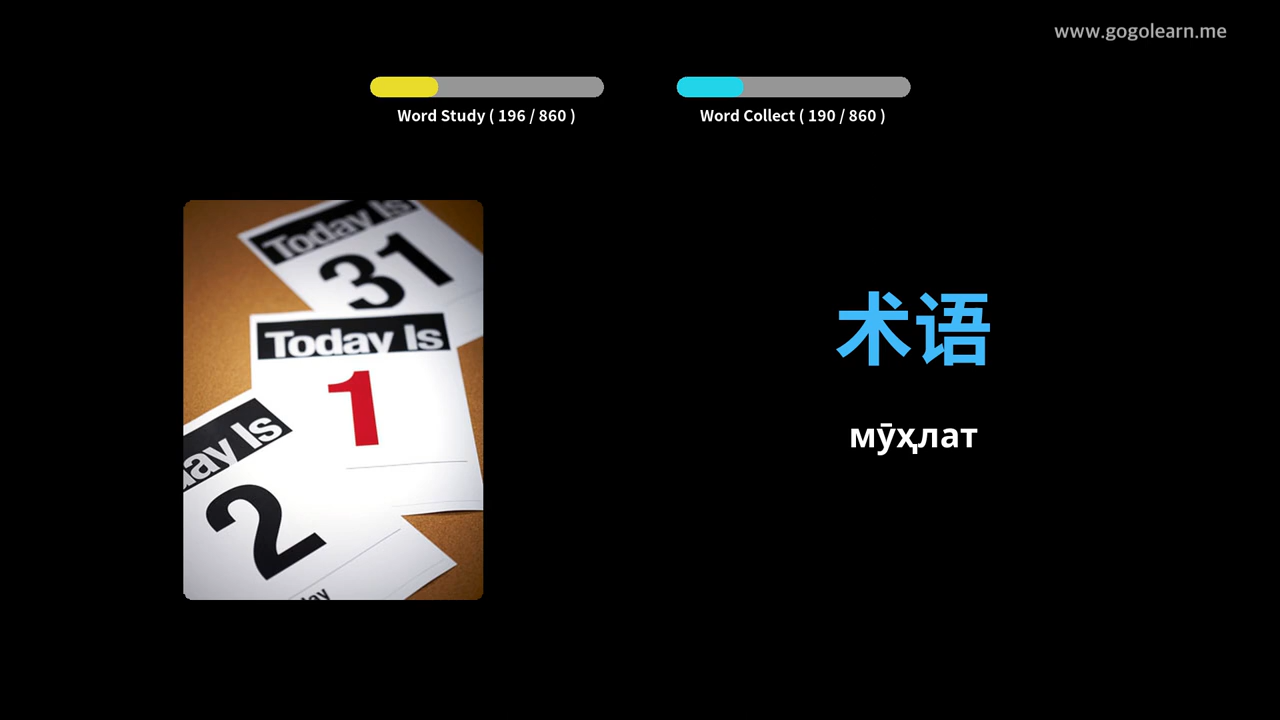 www.gogolearn.me
Word Study ( 196 / 860 )
Word Collect ( 190 / 860 )
Today Is
31
Today Is
1
ay Is
2
术语
мӯҳлат